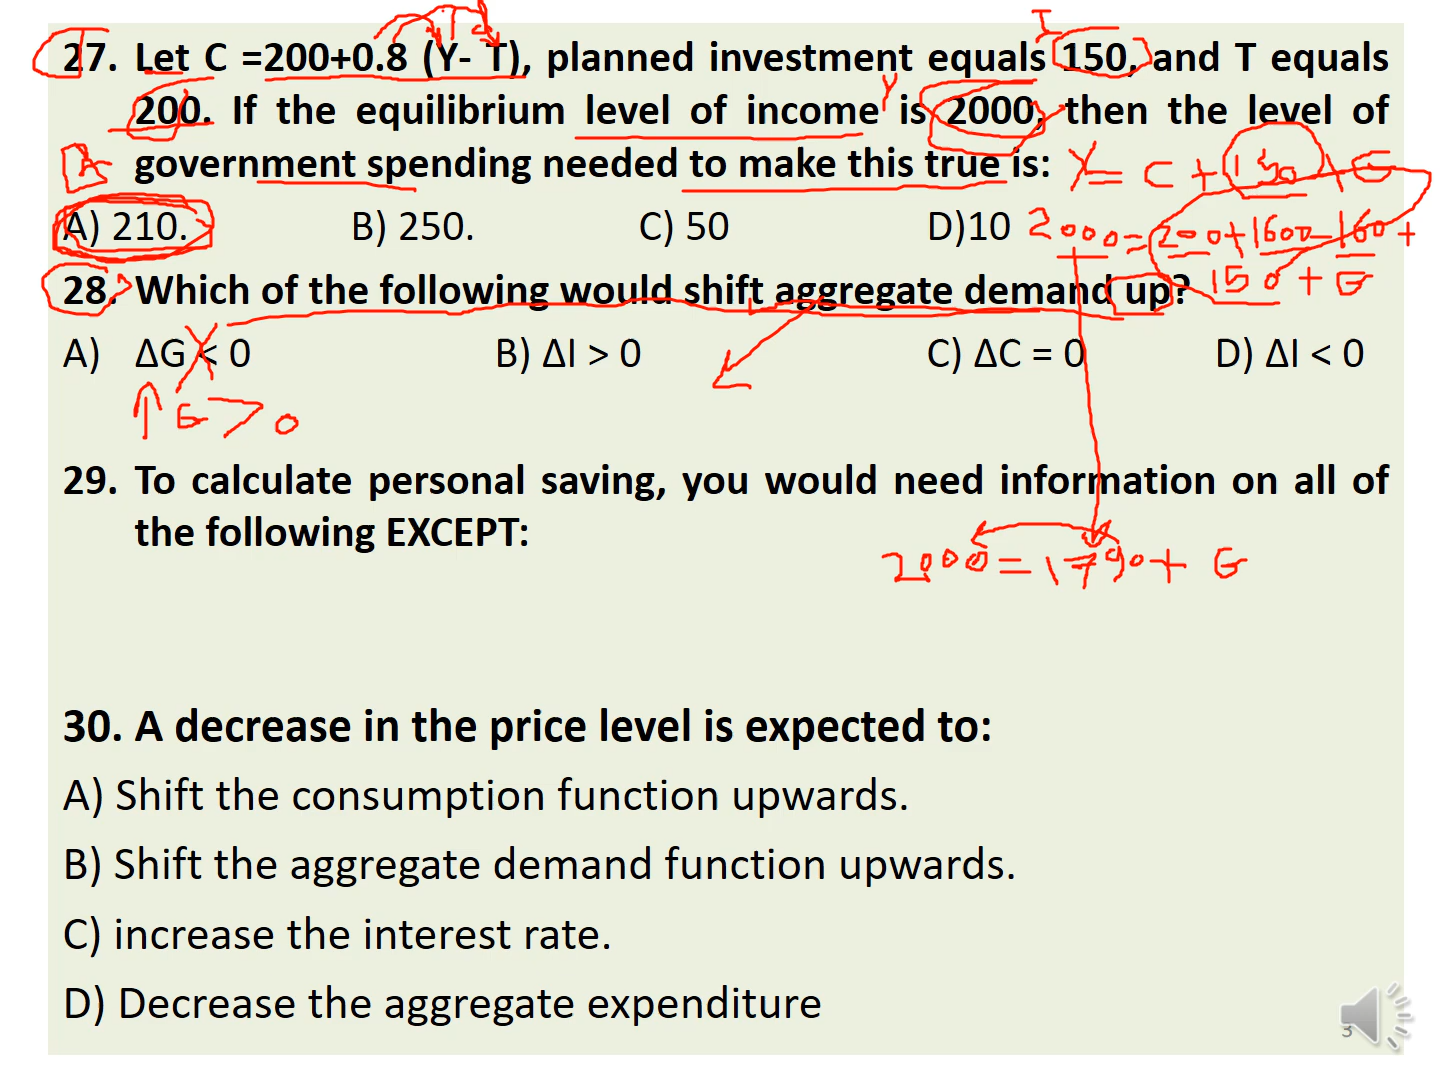 I
27. Let C =200+0.8 (Y- T), planned investment equals 150, and T equals
Y
200. If the equilibrium level of income is 2000, then the level of
government spending needed to make this true is:
Y = C + 150 + G
A) 210. B) 250. C) 50 D)10
2000 = 200 + 1600 - 160 +
150 + G
28. Which of the following would shift aggregate demand up?
A) ΔG < 0 B) ΔI > 0 C) ΔC = 0 D) ΔI < 0
↑ G > 0
29. To calculate personal saving, you would need information on all of
the following EXCEPT:
2000 = 1790 + G
30. A decrease in the price level is expected to:
A) Shift the consumption function upwards.
B) Shift the aggregate demand function upwards.
C) increase the interest rate.
D) Decrease the aggregate expenditure
3